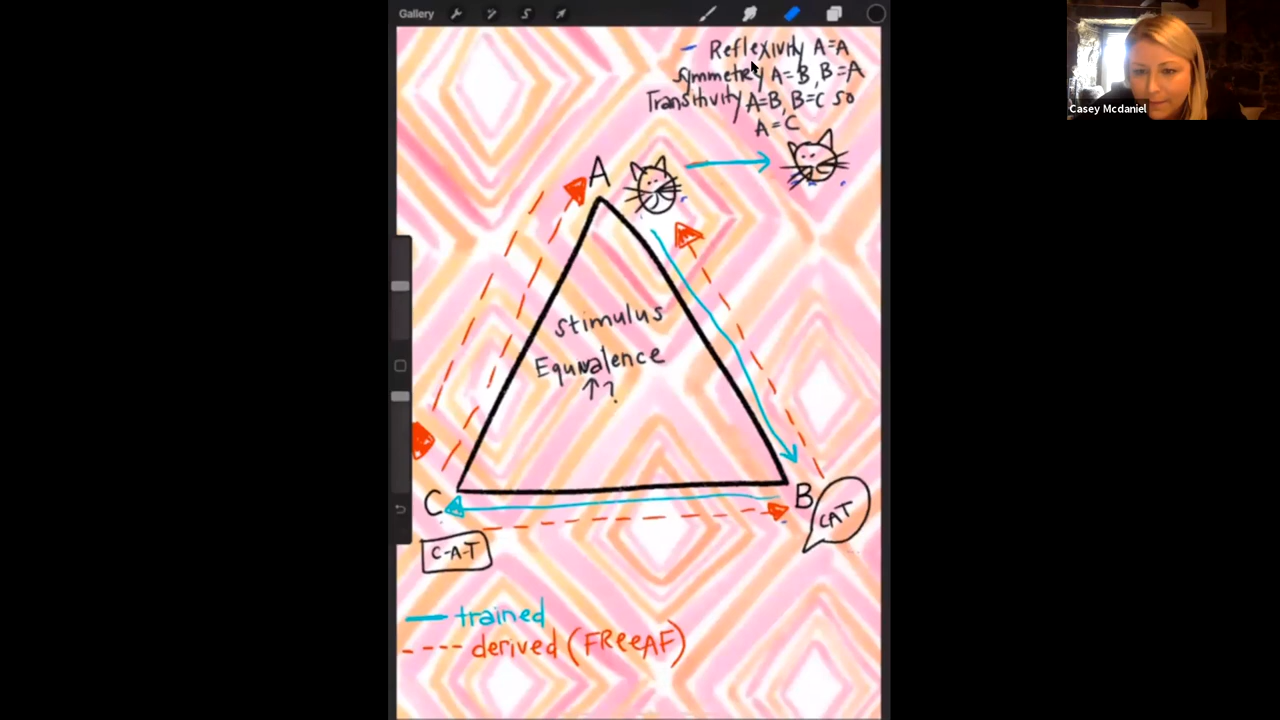 Gallery
- Reflexivity A=A
Symmetry A=B, B=A
Transitivity A=B, B=C so
A=C
Casey Mcdaniel
A
Stimulus
Equivalence
↑?
C
B
CAT
C-A-T
trained
derived (FReeAF)